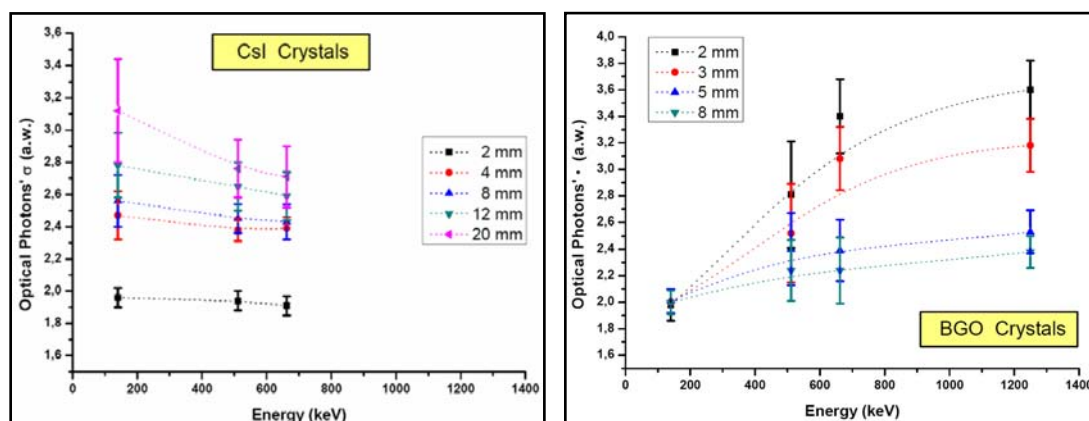 CsI Crystals
Optical Photons' σ (a.w.)
3,6
3,4
3,2
3,0
2,8
2,6
2,4
2,2
2,0
1,8
1,6
2 mm
4 mm
8 mm
12 mm
20 mm
0 200 400 600 800 1000 1200 1400
Energy (keV)
Optical Photons' • (a.w.)
4,0
3,8
3,6
3,4
3,2
3,0
2,8
2,6
2,4
2,2
2,0
1,8
1,6
2 mm
3 mm
5 mm
8 mm
BGO Crystals
0 200 400 600 800 1000 1200 1400
Energy (keV)